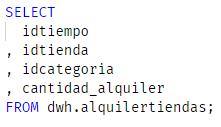 SELECT
idtiempo
, idtienda
, idcategoria
, cantidad_alquiler
FROM dwh.alquilertiendas;